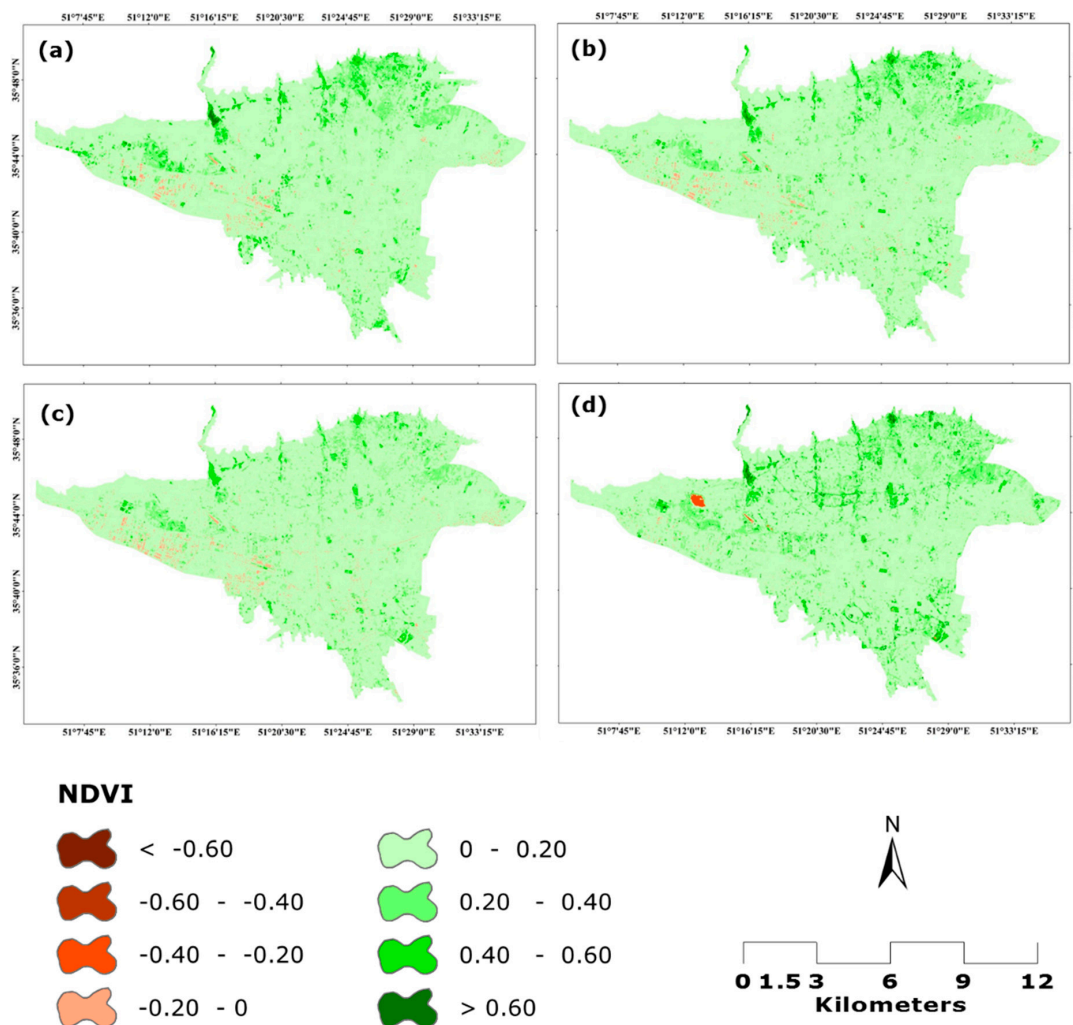 51°7'45"E 51°12'0"E 51°16'15"E 51°20'30"E 51°24'45"E 51°29'0"E 51°33'15"E 51°7'45"E 51°12'0"E 51°16'15"E 51°20'30"E 51°24'45"E 51°29'0"E 51°33'15"E
(a) (b)
35°48'0"N
35°44'0"N
35°40'0"N
35°36'0"N
(c) (d)
35°48'0"N
35°44'0"N
35°40'0"N
35°36'0"N
51°7'45"E 51°12'0"E 51°16'15"E 51°20'30"E 51°24'45"E 51°29'0"E 51°33'15"E 51°7'45"E 51°12'0"E 51°16'15"E 51°20'30"E 51°24'45"E 51°29'0"E 51°33'15"E
NDVI
< -0.60
-0.60 - -0.40
-0.40 - -0.20
-0.20 - 0
0 - 0.20
0.20 - 0.40
0.40 - 0.60
> 0.60
N
0 1.5 3 6 9 12
Kilometers